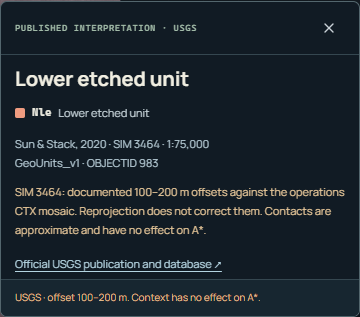 PUBLISHED INTERPRETATION · USGS
Lower etched unit
Nle Lower etched unit
Sun & Stack, 2020 · SIM 3464 · 1:75,000
GeoUnits_v1 · OBJECTID 983
SIM 3464: documented 100–200 m offsets against the operations
CTX mosaic. Reprojection does not correct them. Contacts are
approximate and have no effect on A*.
Official USGS publication and database ↗
USGS · offset 100–200 m. Context has no effect on A*.